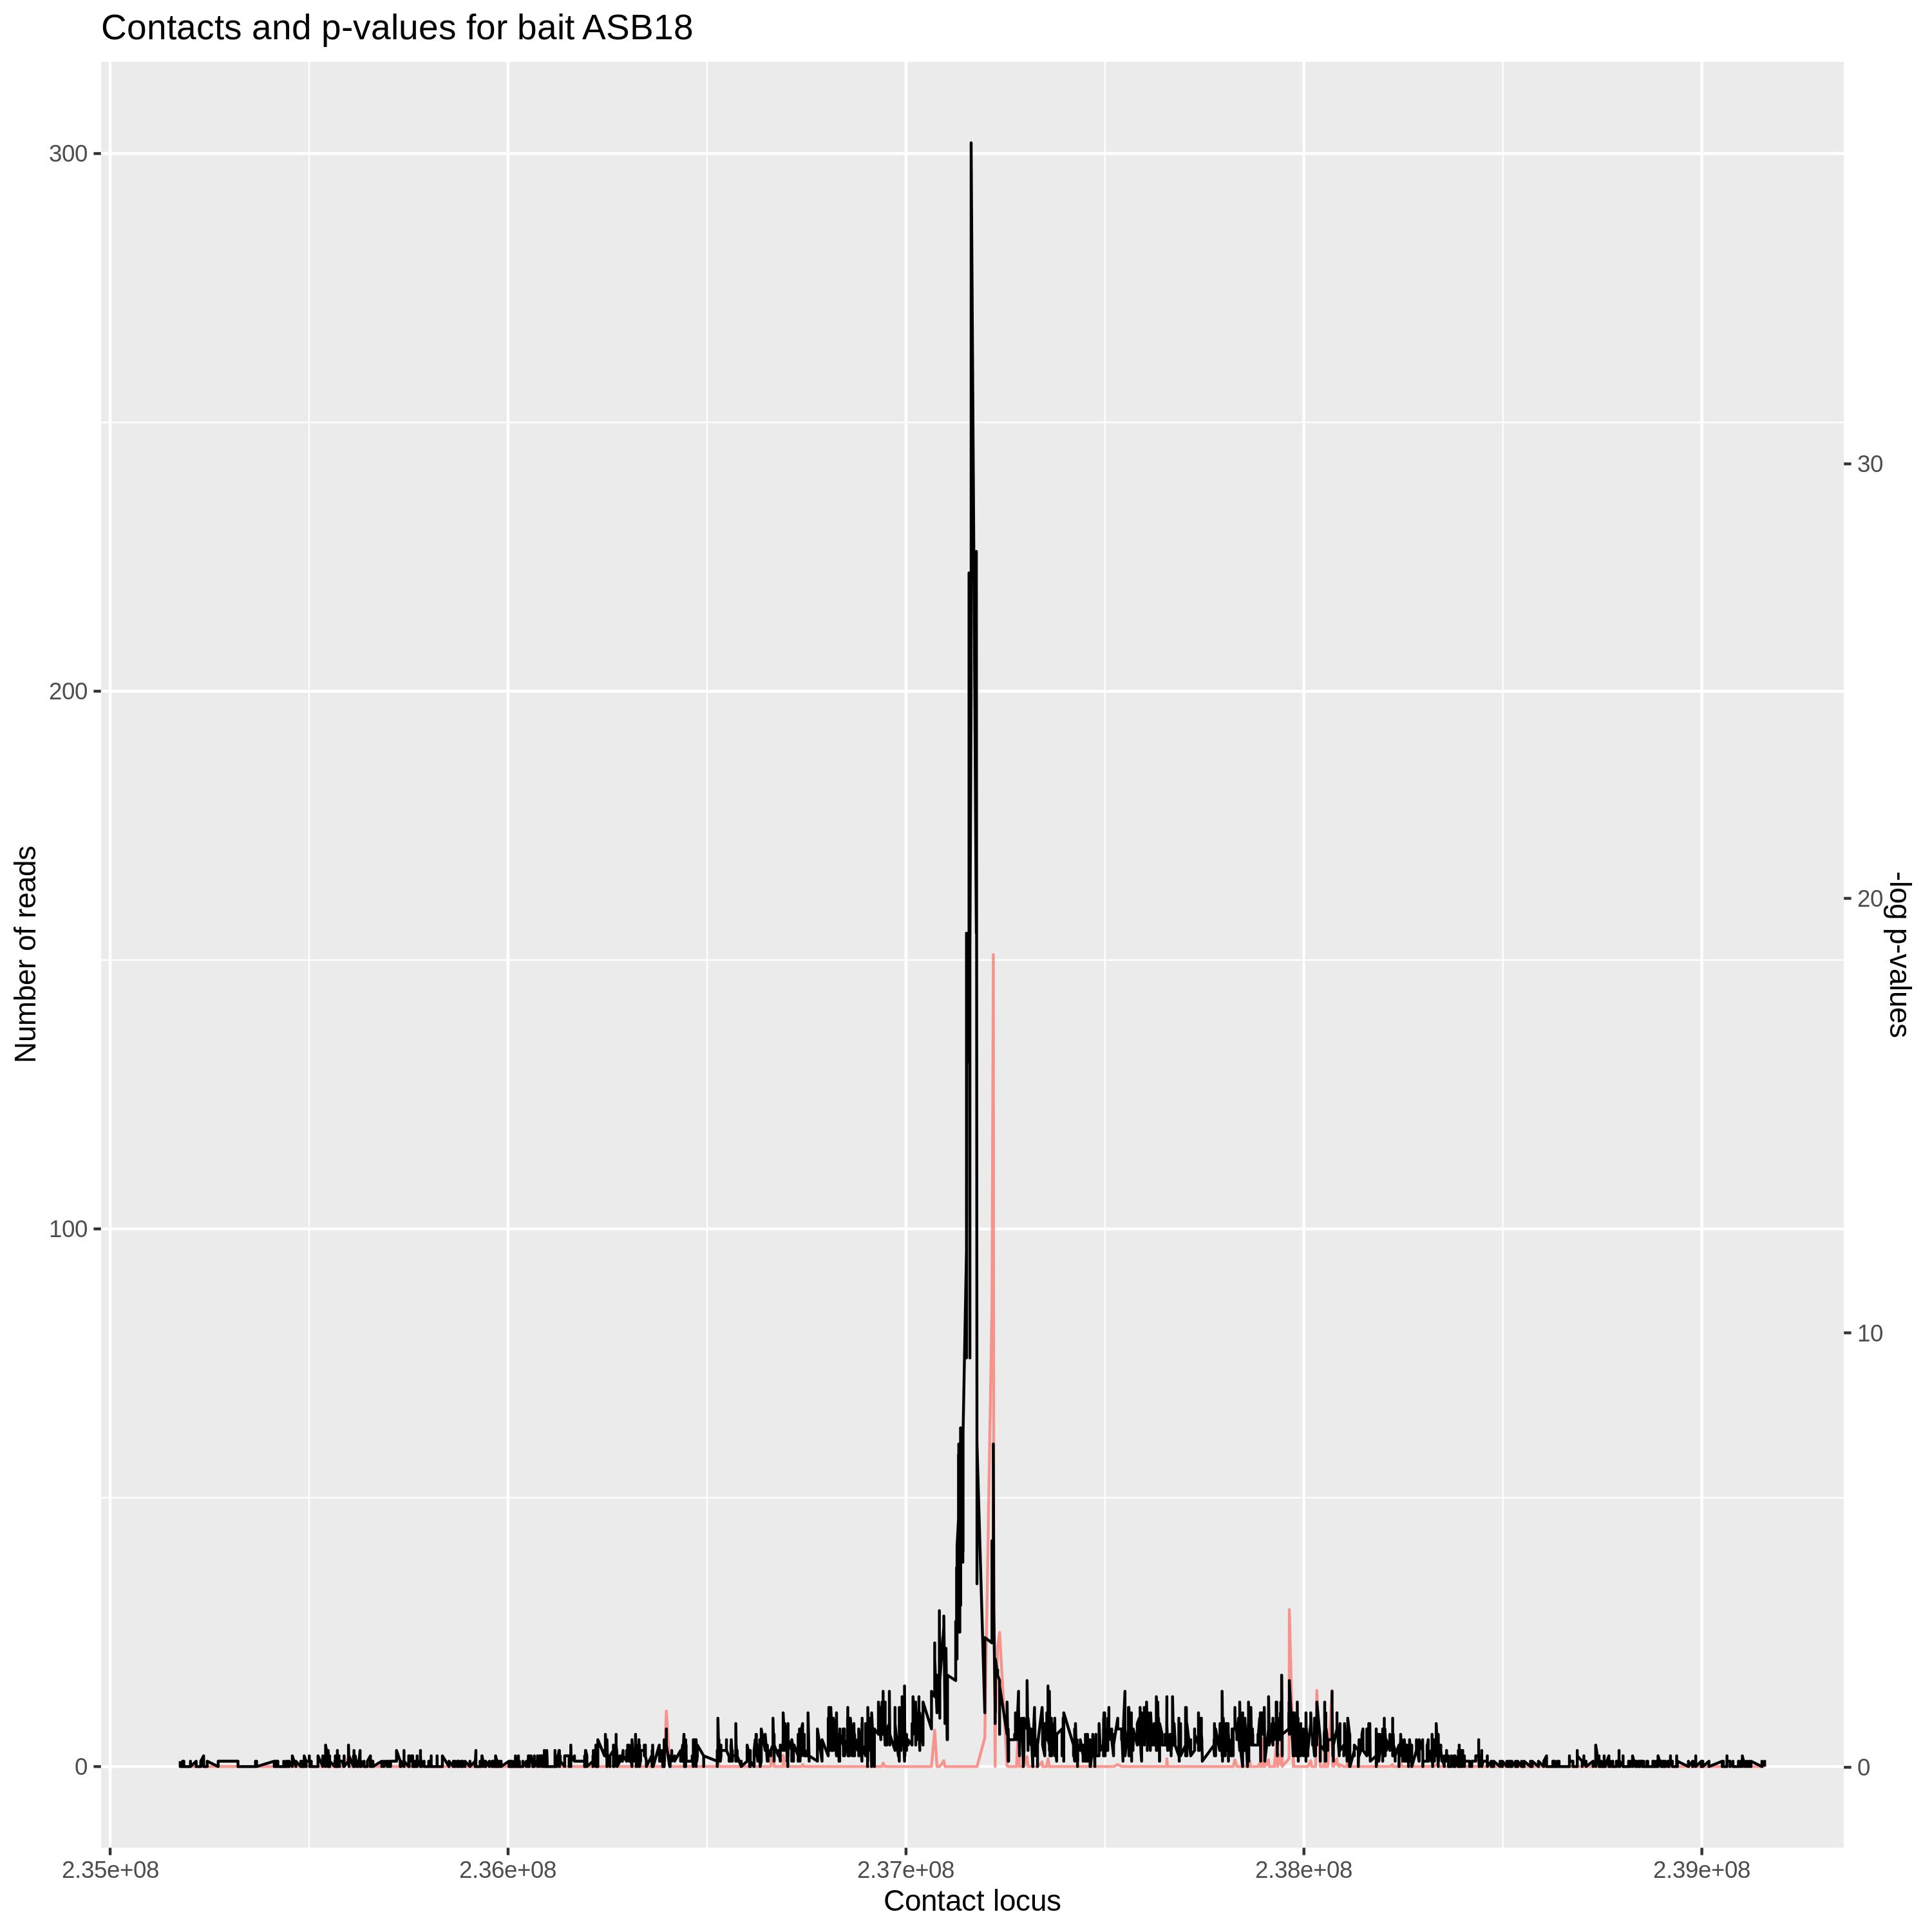 Contacts and p-values for bait ASB18
300
200
100
0
Number of reads
30
20
10
0
-log p-values
2.35e+08 2.36e+08 2.37e+08 2.38e+08 2.39e+08
Contact locus